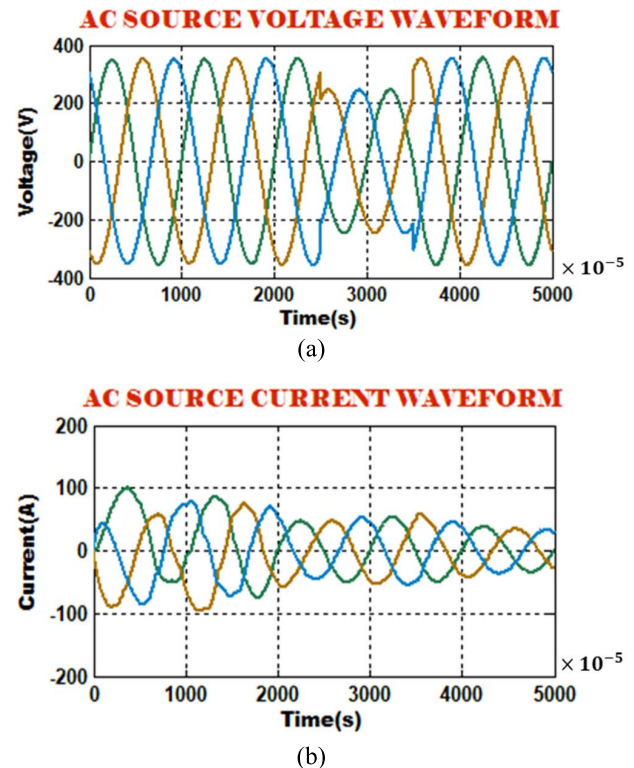 AC SOURCE VOLTAGE WAVEFORM
400
200
0
-200
-400
Voltage(V)
0 1000 2000 3000 4000 5000
× 10⁻⁵
Time(s)
(a)
AC SOURCE CURRENT WAVEFORM
200
100
0
-100
-200
Current(A)
0 1000 2000 3000 4000 5000
× 10⁻⁵
Time(s)
(b)